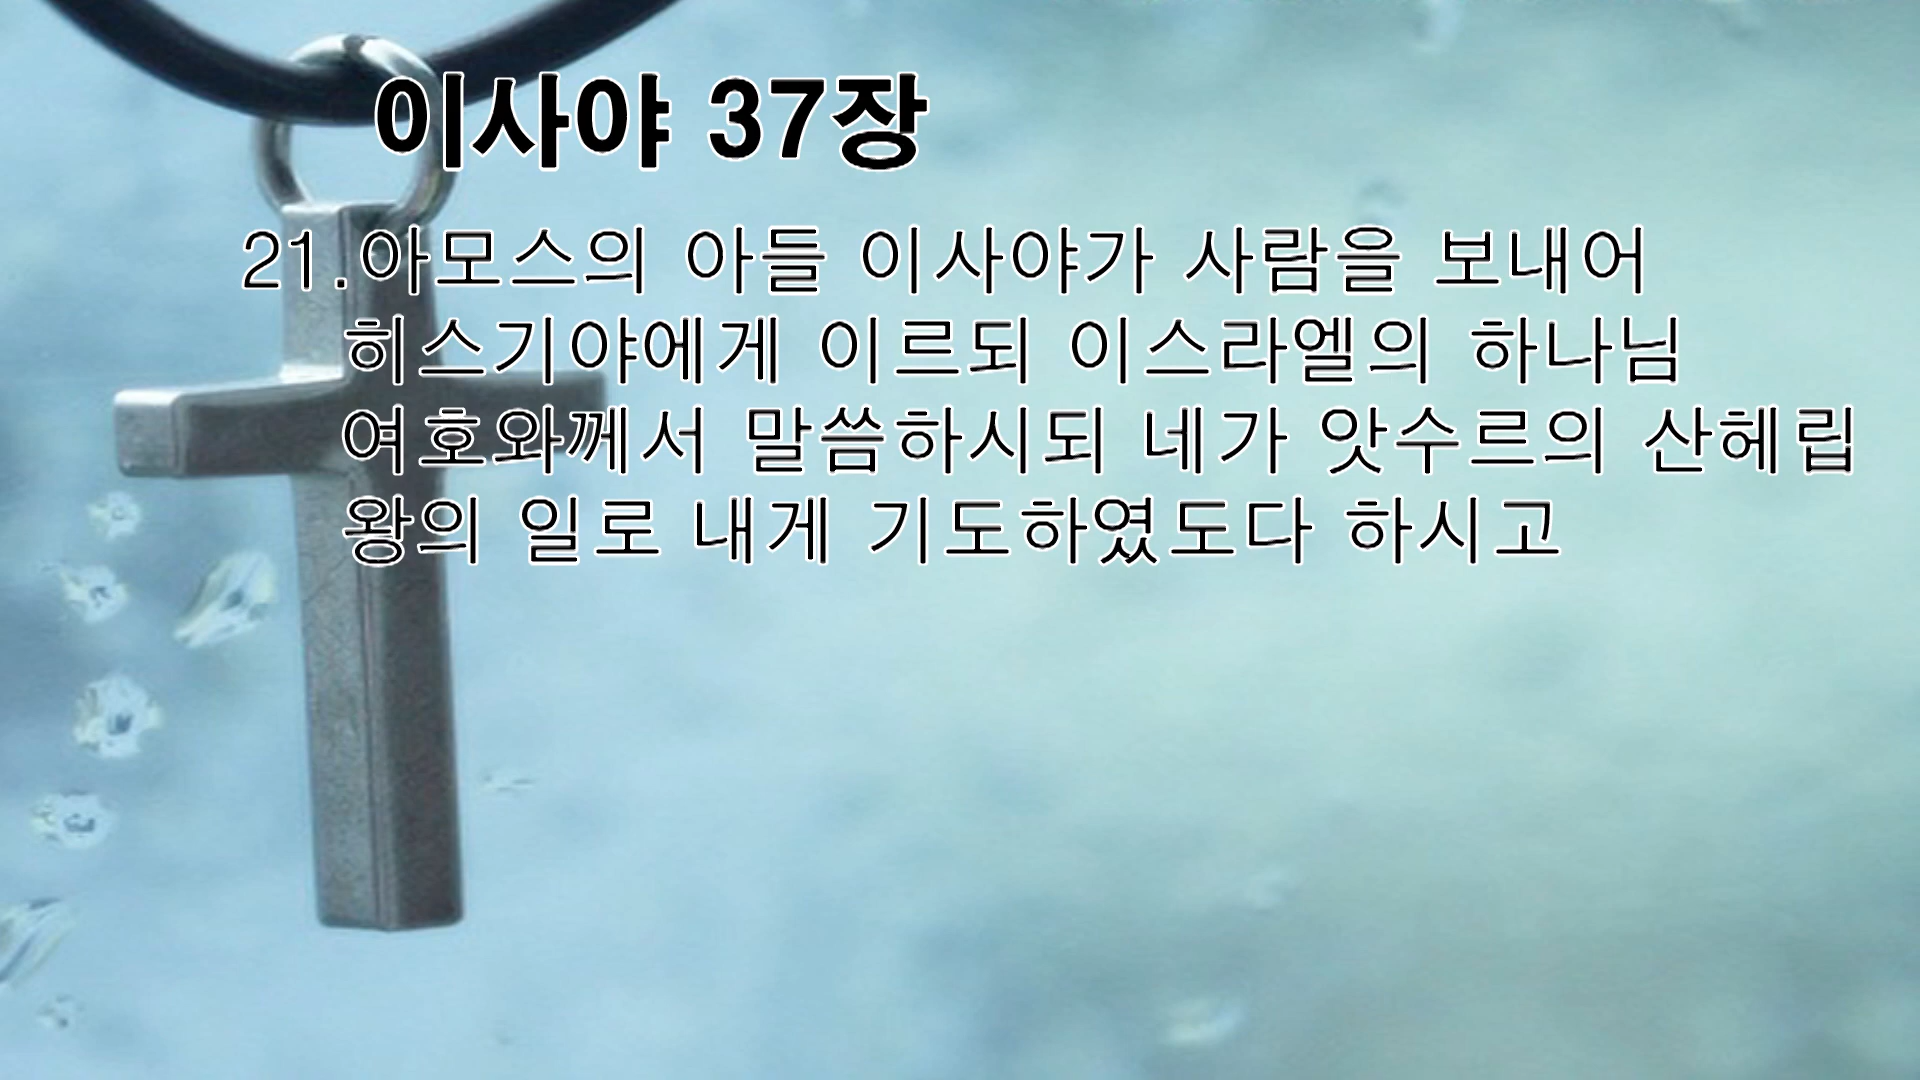 이사야 37장
21.아모스의 아들 이사야가 사람을 보내어
히스기야에게 이르되 이스라엘의 하나님
여호와께서 말씀하시되 네가 앗수르의 산헤립
왕의 일로 내게 기도하였도다 하시고